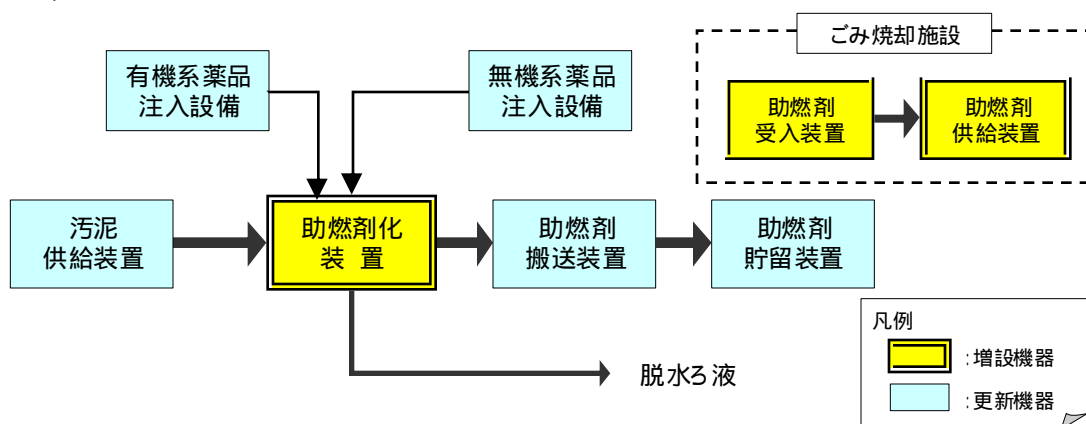 ごみ焼却施設
有機系薬品
注入設備
無機系薬品
注入設備
助燃剤
受入装置
助燃剤
供給装置
汚泥
供給装置
助燃剤化
装 置
助燃剤
搬送装置
助燃剤
貯留装置
脱水ろ液
凡例
:増設機器
:更新機器